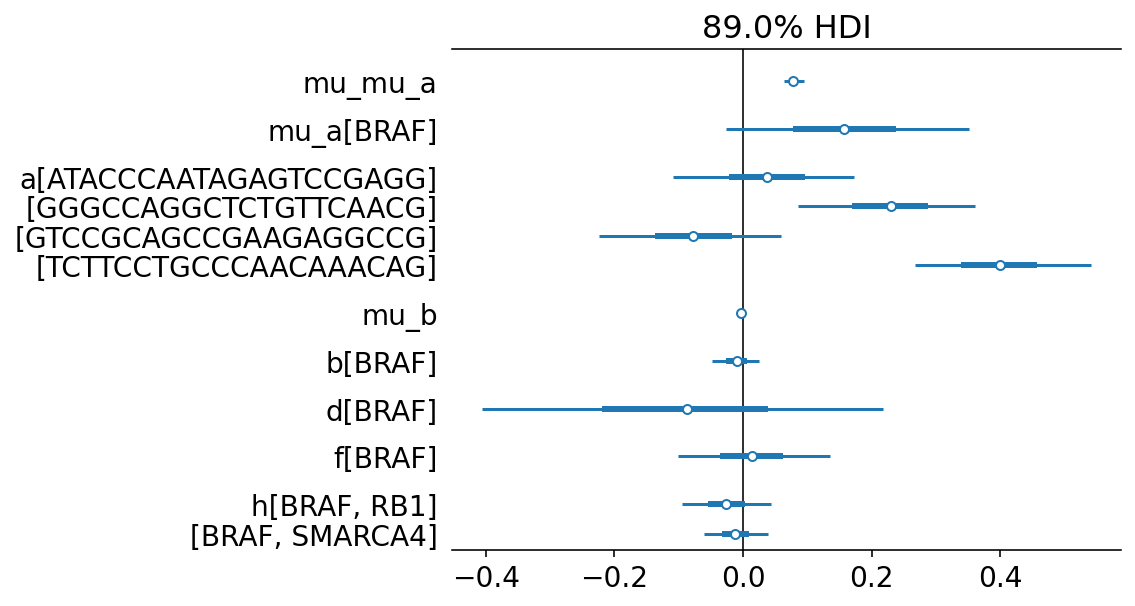 89.0% HDI
mu_mu_a
mu_a[BRAF]
a[ATACCCAATAGAGTCCGAGG]
[GGGCCAGGCTCTGTTCAACG]
[GTCCGCAGCCGAAGAGGCCG]
[TCTTCCTGCCCAACAAACAG]
mu_b
b[BRAF]
d[BRAF]
f[BRAF]
h[BRAF, RB1]
[BRAF, SMARCA4]
−0.4 −0.2 0.0 0.2 0.4